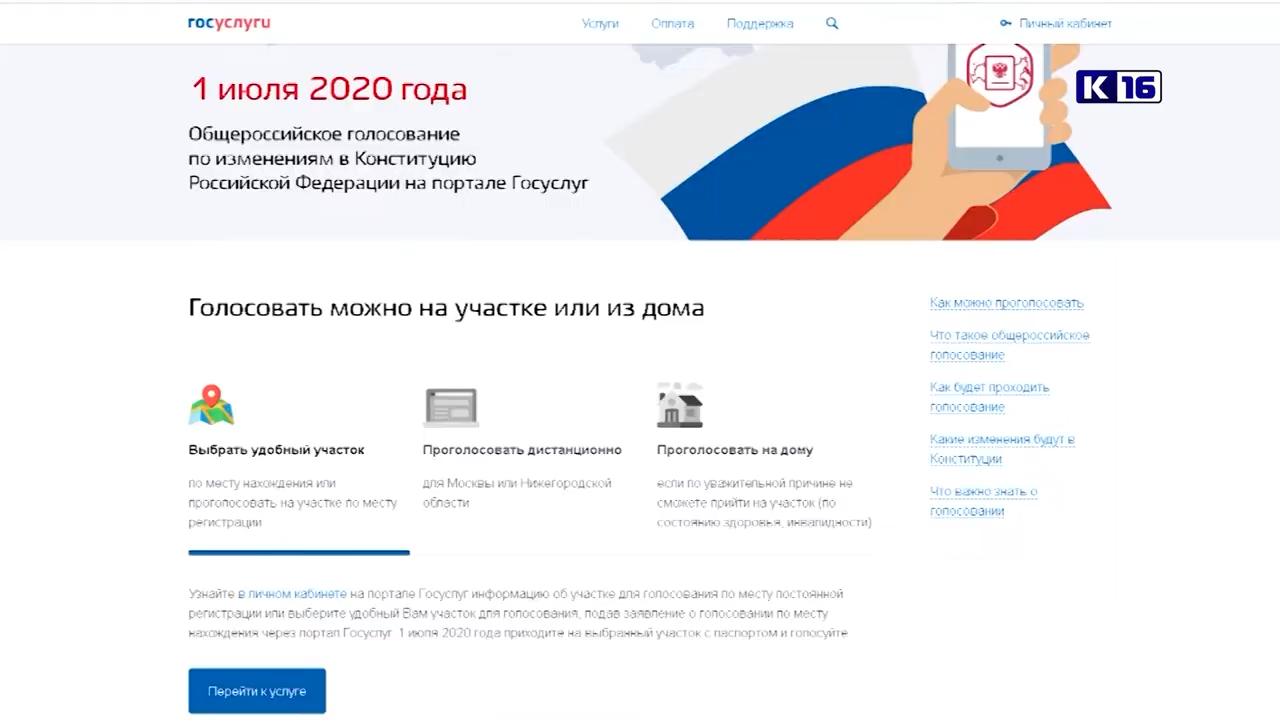 госуслуги
Услуги
Оплата
Поддержка
Личный кабинет
К 16
1 июля 2020 года
Общероссийское голосование
по изменениям в Конституцию
Российской Федерации на портале Госуслуг
Голосовать можно на участке или из дома
Выбрать удобный участок
по месту нахождения или
проголосовать на участке по месту
регистрации
Проголосовать дистанционно
для Москвы или Нижегородской
области
Проголосовать на дому
если по уважительной причине не
сможете прийти на участок (по
состоянию здоровья, инвалидности)
Как можно проголосовать
Что такое общероссийское
голосование
Как будет проходить
голосование
Какие изменения будут в
Конституции
Что важно знать о
голосовании
Узнайте в личном кабинете на портале Госуслуг информацию об участке для голосования по месту постоянной
регистрации или выберите удобный Вам участок для голосования, подав заявление о голосовании по месту
нахождения через портал Госуслуг. 1 июля 2020 года приходите на выбранный участок с паспортом и голосуйте
Перейти к услуге